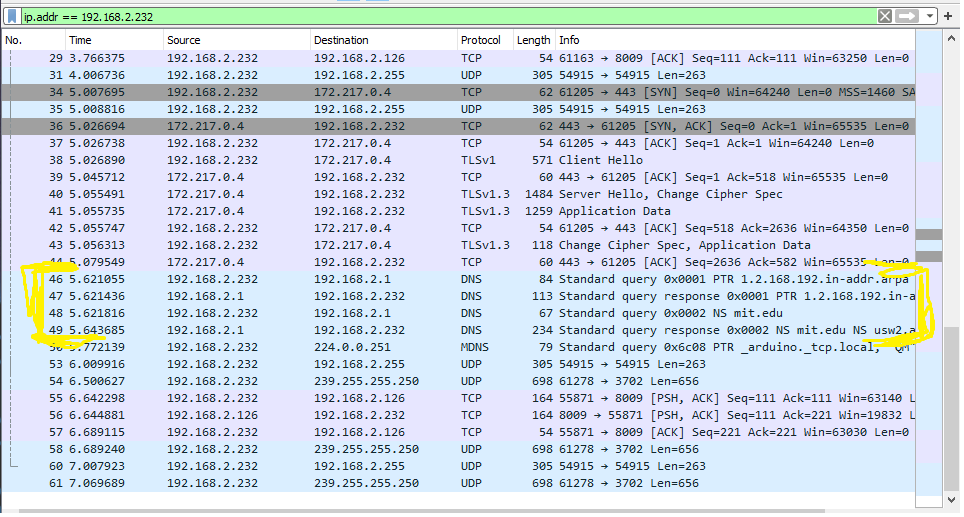 ip.addr == 192.168.2.232
No. Time Source Destination Protocol Length Info
29 3.766375 192.168.2.232 192.168.2.126 TCP 54 61163 → 8009 [ACK] Seq=111 Ack=111 Win=63250 Len=0
31 4.006736 192.168.2.232 192.168.2.255 UDP 305 54915 → 54915 Len=263
34 5.007695 192.168.2.232 172.217.0.4 TCP 62 61205 → 443 [SYN] Seq=0 Win=64240 Len=0 MSS=1460 SA
35 5.008816 192.168.2.232 192.168.2.255 UDP 305 54915 → 54915 Len=263
36 5.026694 172.217.0.4 192.168.2.232 TCP 62 443 → 61205 [SYN, ACK] Seq=0 Ack=1 Win=65535 Len=0
37 5.026738 192.168.2.232 172.217.0.4 TCP 54 61205 → 443 [ACK] Seq=1 Ack=1 Win=64240 Len=0
38 5.026890 192.168.2.232 172.217.0.4 TLSv1 571 Client Hello
39 5.045712 172.217.0.4 192.168.2.232 TCP 60 443 → 61205 [ACK] Seq=1 Ack=518 Win=65535 Len=0
40 5.055491 172.217.0.4 192.168.2.232 TLSv1.3 1484 Server Hello, Change Cipher Spec
41 5.055735 172.217.0.4 192.168.2.232 TLSv1.3 1259 Application Data
42 5.055747 192.168.2.232 172.217.0.4 TCP 54 61205 → 443 [ACK] Seq=518 Ack=2636 Win=64350 Len=0
43 5.056313 192.168.2.232 172.217.0.4 TLSv1.3 118 Change Cipher Spec, Application Data
44 5.079549 172.217.0.4 192.168.2.232 TCP 60 443 → 61205 [ACK] Seq=2636 Ack=582 Win=65535 Len=0
46 5.621055 192.168.2.232 192.168.2.1 DNS 84 Standard query 0x0001 PTR 1.2.168.192.in-addr.arpa
47 5.621436 192.168.2.1 192.168.2.232 DNS 113 Standard query response 0x0001 PTR 1.2.168.192.in-a
48 5.621816 192.168.2.232 192.168.2.1 DNS 67 Standard query 0x0002 NS mit.edu
49 5.643685 192.168.2.1 192.168.2.232 DNS 234 Standard query response 0x0002 NS mit.edu NS usw2.a
5.772139 192.168.2.232 224.0.0.251 MDNS 79 Standard query 0x6c08 PTR _arduino._tcp.local, "QM"
53 6.009916 192.168.2.232 192.168.2.255 UDP 305 54915 → 54915 Len=263
54 6.500627 192.168.2.232 239.255.255.250 UDP 698 61278 → 3702 Len=656
55 6.642298 192.168.2.232 192.168.2.126 TCP 164 55871 → 8009 [PSH, ACK] Seq=111 Ack=111 Win=63140 L
56 6.644881 192.168.2.126 192.168.2.232 TCP 164 8009 → 55871 [PSH, ACK] Seq=111 Ack=221 Win=19832 L
57 6.689115 192.168.2.232 192.168.2.126 TCP 54 55871 → 8009 [ACK] Seq=221 Ack=221 Win=63030 Len=0
58 6.689240 192.168.2.232 239.255.255.250 UDP 698 61278 → 3702 Len=656
60 7.007923 192.168.2.232 192.168.2.255 UDP 305 54915 → 54915 Len=263
61 7.069689 192.168.2.232 239.255.255.250 UDP 698 61278 → 3702 Len=656